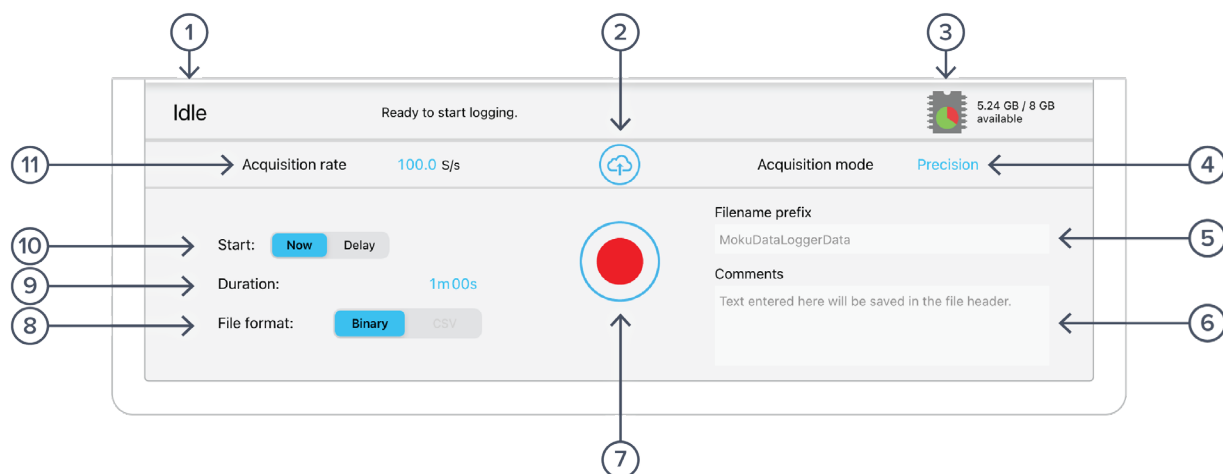 1
2
3
Idle
Ready to start logging.
5.24 GB / 8 GB
available
11
Acquisition rate 100.0 S/s
Acquisition mode Precision
4
Filename prefix
10
Start: Now Delay
MokuDataLoggerData
5
9
Duration: 1m00s
Comments
8
File format: Binary CSV
Text entered here will be saved in the file header.
6
7